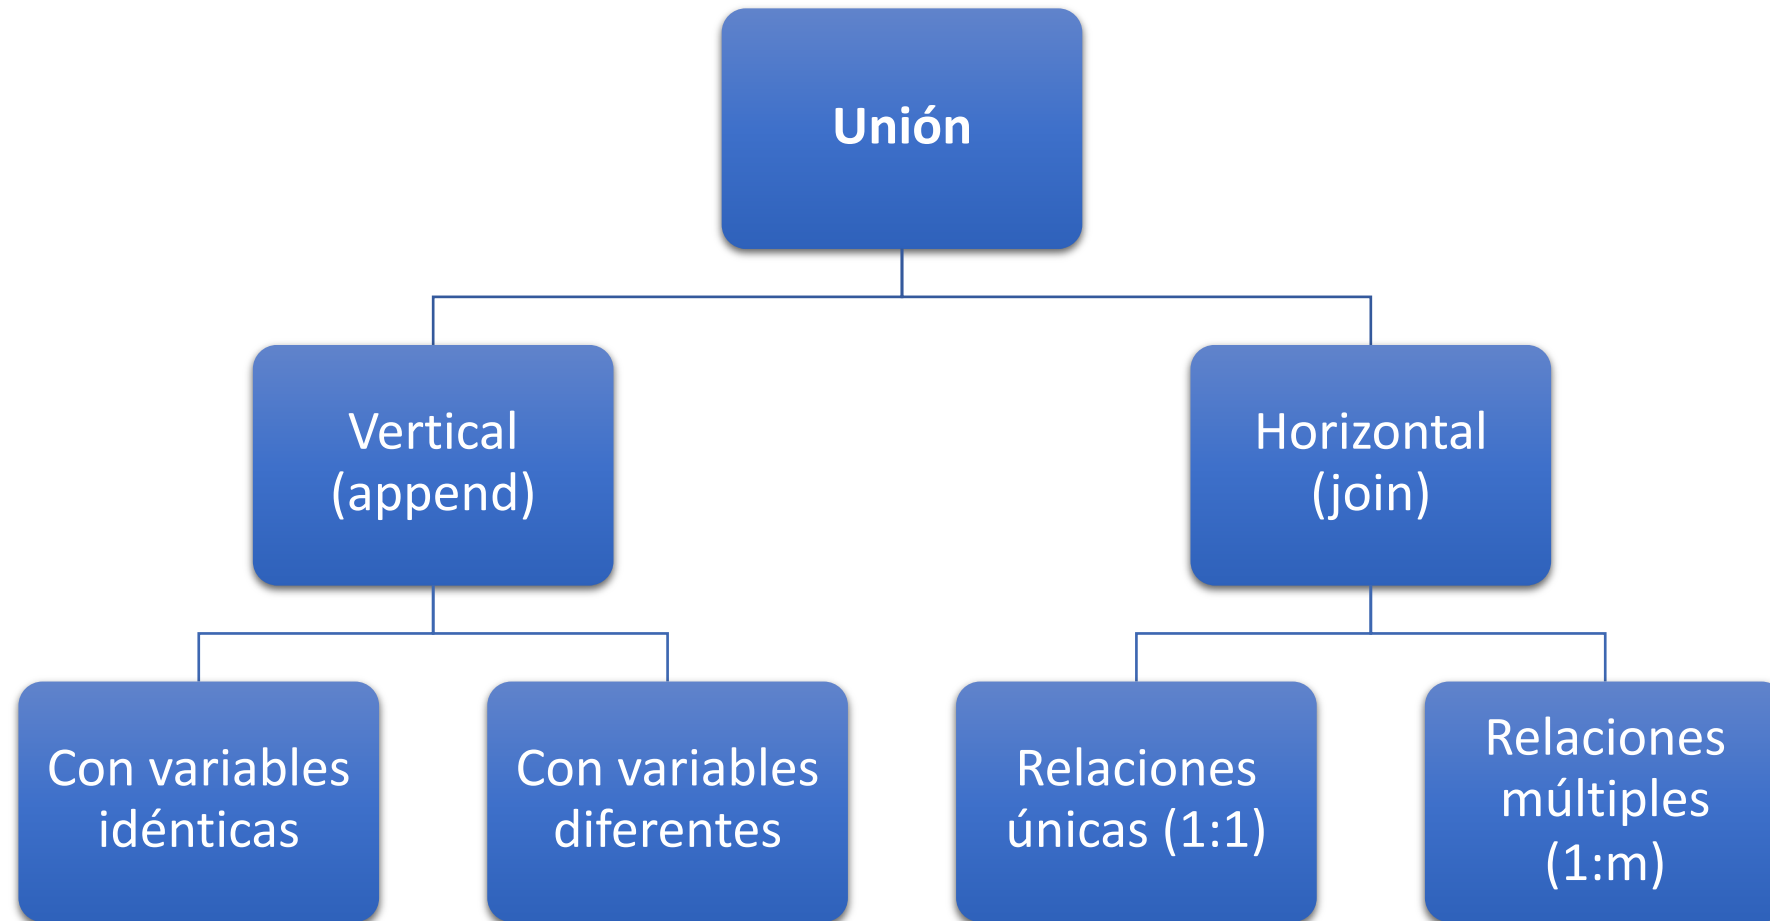 Unión
Vertical
(append)
Horizontal
(join)
Con variables
idénticas
Con variables
diferentes
Relaciones
únicas (1:1)
Relaciones
múltiples
(1:m)